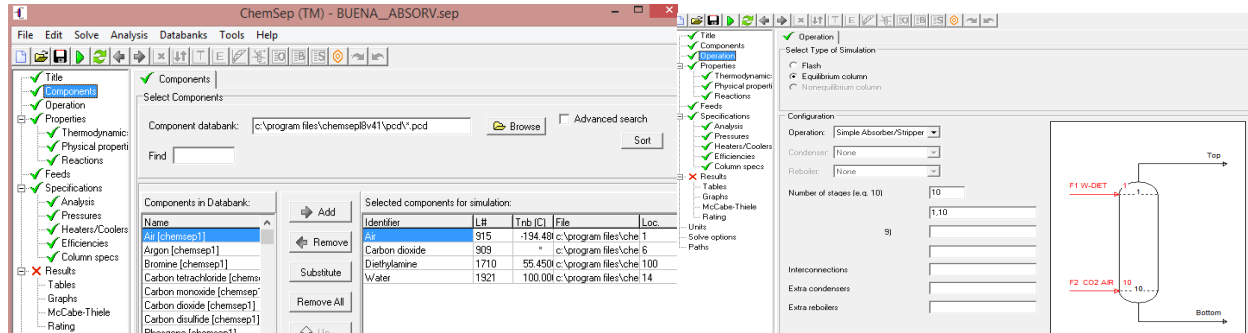 ChemSep (TM) - BUENA__ABSORV.sep
File Edit Solve Analysis Databanks Tools Help
Title
Components
Operation
Properties
Thermodynamic:
Physical properti
Reactions
Feeds
Specifications
Analysis
Pressures
Heaters/Coolers
Efficiencies
Column specs
Results
Tables
Graphs
McCabe-Thiele
Rating
Components
Select Components
Component databank: c:\program files\chemsepl8v41\pcd\*.pcd Browse Advanced search
Sort
Find
Components in Databank:
Name
Air [chemsep1]
Argon [chemsep1]
Bromine [chemsep1]
Carbon tetrachloride [chems
Carbon monoxide [chemsep'
Carbon dioxide [chemsep1]
Carbon disulfide [chemsep1]
Phosgene [chemsep1]
Add
Remove
Substitute
Remove All
Up
Selected components for simulation:
Identifier L# Tnb (C) File Loc.
Air 915 -194.48( c:\program files\che 1
Carbon dioxide 909 * c:\program files\che 6
Diethylamine 1710 55.450( c:\program files\che 100
Water 1921 100.00( c:\program files\che 14
Title
Components
Operation
Properties
Thermodynamic:
Physical properti
Reactions
Feeds
Specifications
Analysis
Pressures
Heaters/Coolers
Efficiencies
Column specs
Results
Tables
Graphs
McCabe-Thiele
Rating
Units
Solve options
Paths
Operation
Select Type of Simulation
Flash
Equilibrium column
Nonequilibrium column
Configuration
Operation: Simple Absorber/Stripper
Condenser: None
Reboiler: None
Number of stages (e.g. 10) 10
1,10
9)
Interconnections
Extra condensers
Extra reboilers
Top
F1 W-DIET 1
1
F2 CO2 AIR 10
10
Bottom